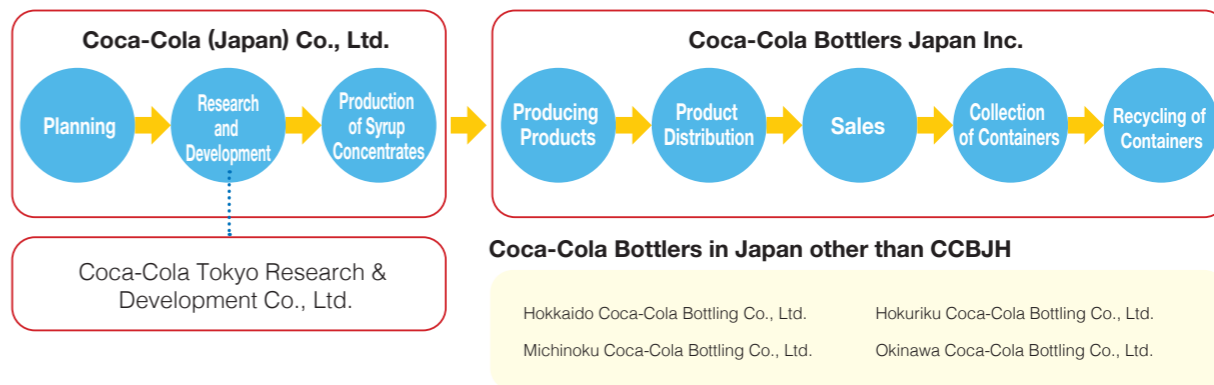 Coca-Cola (Japan) Co., Ltd.
Planning
Research
and
Development
Production
of Syrup
Concentrates
Coca-Cola Tokyo Research &
Development Co., Ltd.
Coca-Cola Bottlers Japan Inc.
Producing
Products
Product
Distribution
Sales
Collection
of Containers
Recycling of
Containers
Coca-Cola Bottlers in Japan other than CCBJH
Hokkaido Coca-Cola Bottling Co., Ltd.
Hokuriku Coca-Cola Bottling Co., Ltd.
Michinoku Coca-Cola Bottling Co., Ltd.
Okinawa Coca-Cola Bottling Co., Ltd.